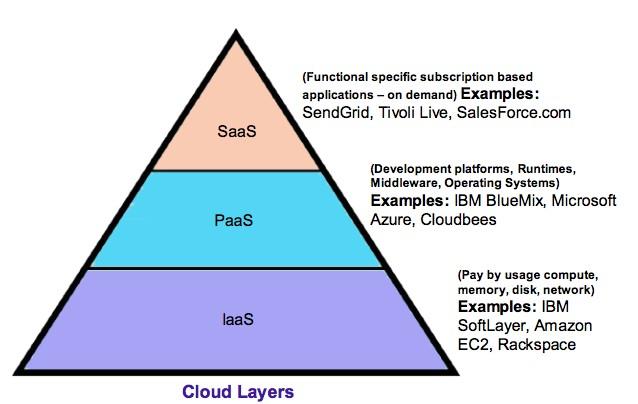 (Functional specific subscription based
applications – on demand) Examples:
SendGrid, Tivoli Live, SalesForce.com
SaaS
(Development platforms, Runtimes,
Middleware, Operating Systems)
Examples: IBM BlueMix, Microsoft
Azure, Cloudbees
PaaS
(Pay by usage compute,
memory, disk, network)
Examples: IBM
SoftLayer, Amazon
EC2, Rackspace
IaaS
Cloud Layers